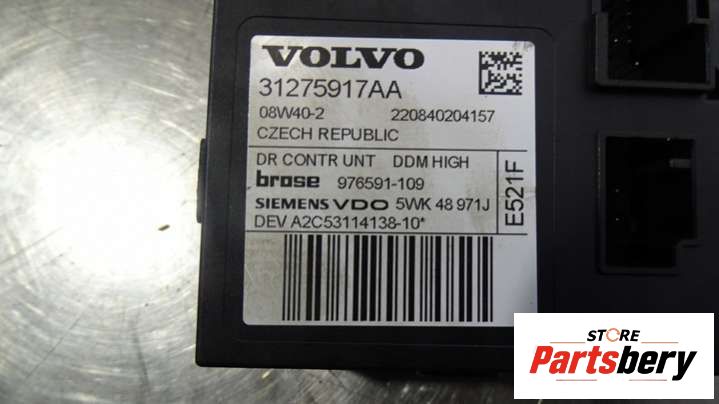 VOLVO
31275917AA
08W40-2 220840204157
CZECH REPUBLIC
DR CONTR UNT DDM HIGH
brose 976591-109
SIEMENS VDO 5WK 48 971J
DEV A2C53114138-10*
E521F
STORE
Partsbery